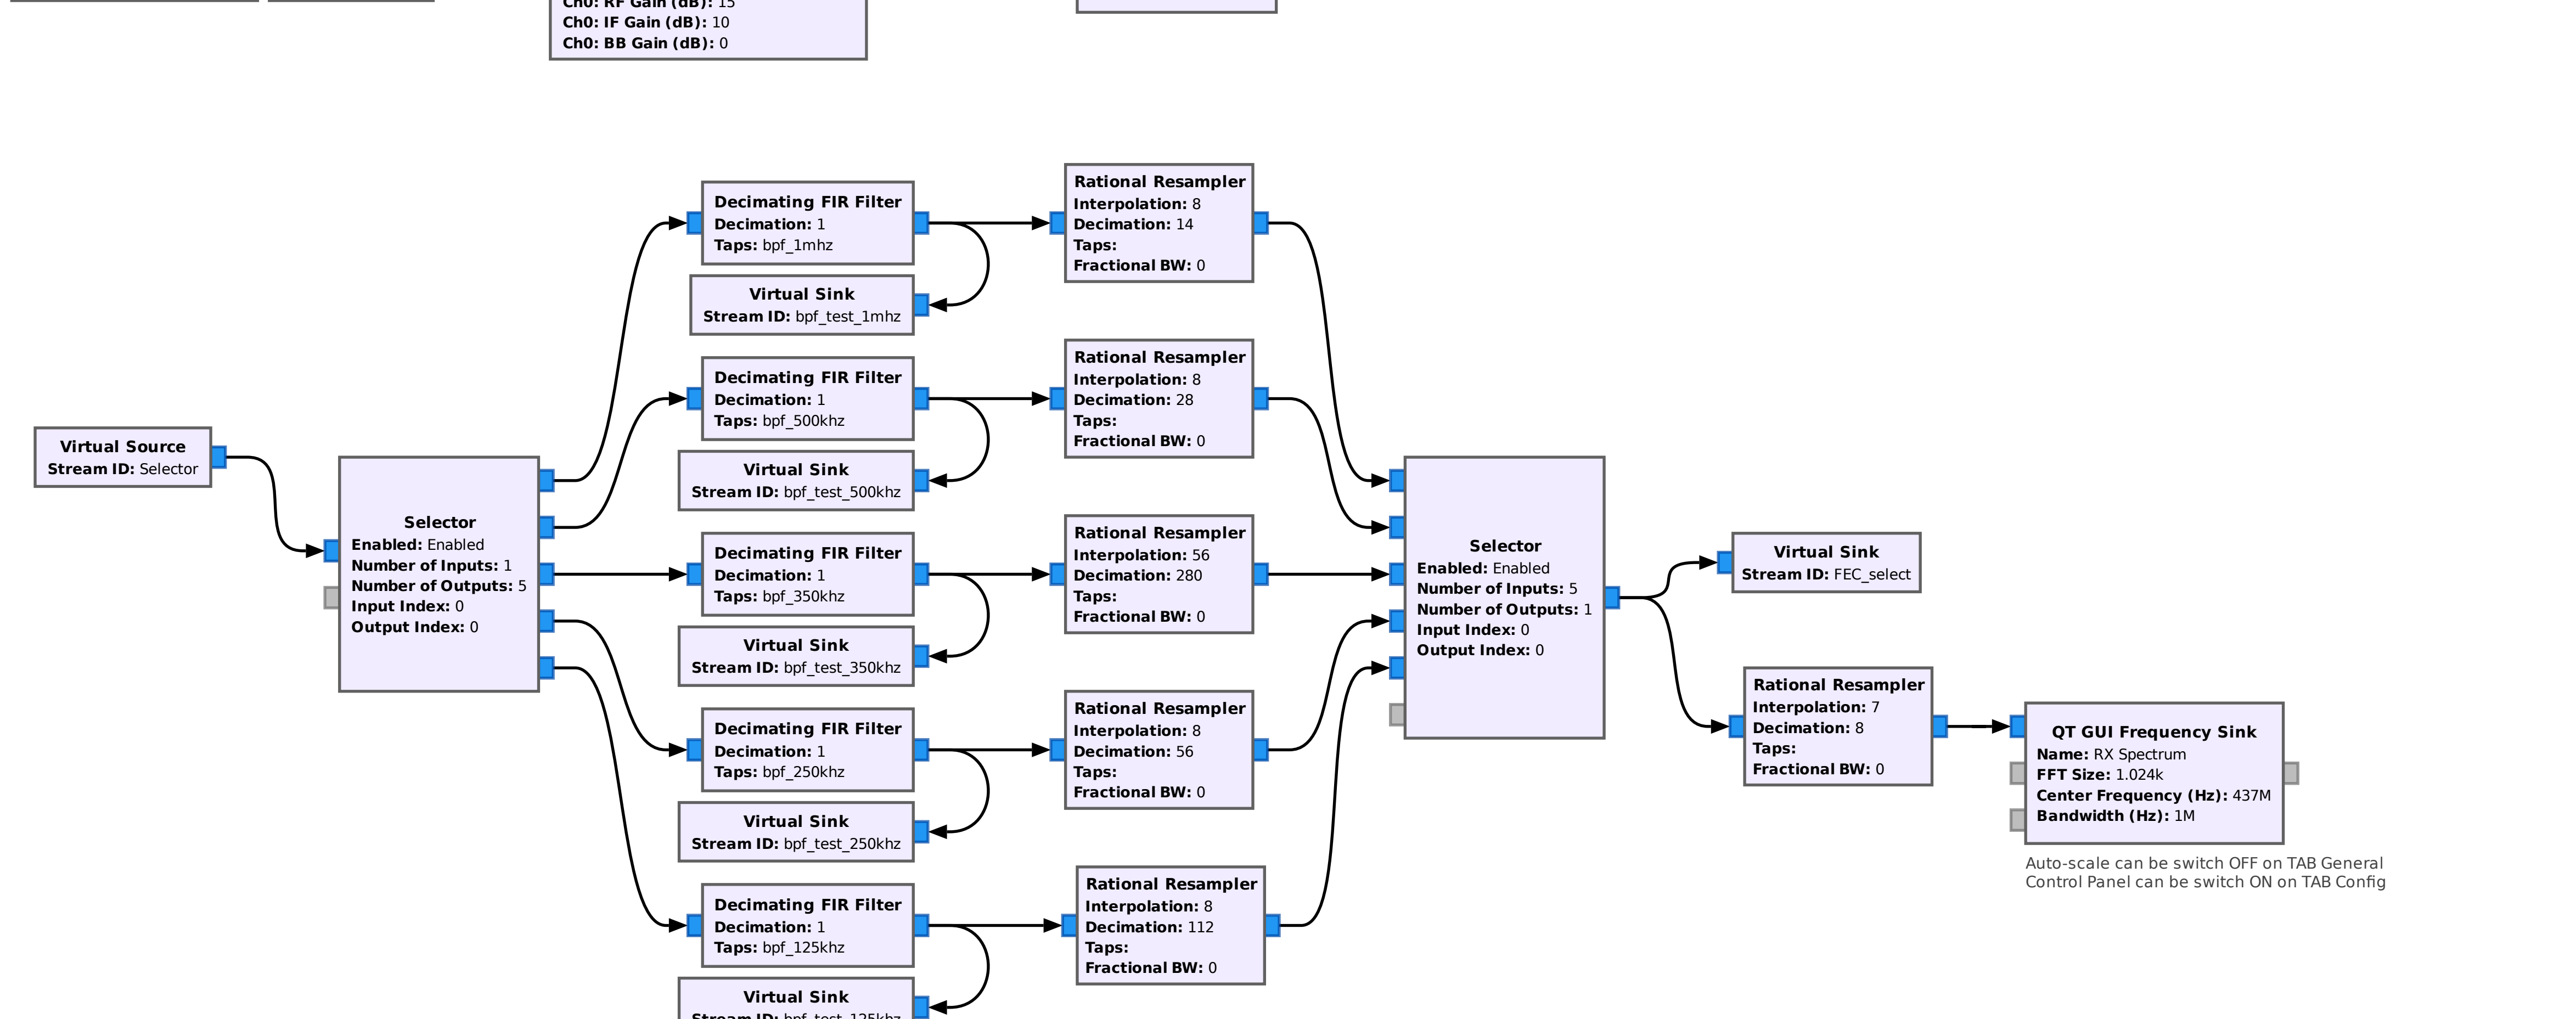 Ch0: RF Gain (dB): 15
Ch0: IF Gain (dB): 10
Ch0: BB Gain (dB): 0
Rational Resampler
Interpolation: 8
Decimation: 14
Taps:
Fractional BW: 0
Decimating FIR Filter
Decimation: 1
Taps: bpf_1mhz
Virtual Sink
Stream ID: bpf_test_1mhz
Rational Resampler
Interpolation: 8
Decimation: 28
Taps:
Fractional BW: 0
Decimating FIR Filter
Decimation: 1
Taps: bpf_500khz
Virtual Source
Stream ID: Selector
Virtual Sink
Stream ID: bpf_test_500khz
Selector
Enabled: Enabled
Number of Inputs: 1
Number of Outputs: 5
Input Index: 0
Output Index: 0
Decimating FIR Filter
Decimation: 1
Taps: bpf_350khz
Rational Resampler
Interpolation: 56
Decimation: 280
Taps:
Fractional BW: 0
Selector
Enabled: Enabled
Number of Inputs: 5
Number of Outputs: 1
Input Index: 0
Output Index: 0
Virtual Sink
Stream ID: FEC_select
Virtual Sink
Stream ID: bpf_test_350khz
Rational Resampler
Interpolation: 7
Decimation: 8
Taps:
Fractional BW: 0
QT GUI Frequency Sink
Name: RX Spectrum
FFT Size: 1.024k
Center Frequency (Hz): 437M
Bandwidth (Hz): 1M
Auto-scale can be switch OFF on TAB General
Control Panel can be switch ON on TAB Config
Decimating FIR Filter
Decimation: 1
Taps: bpf_250khz
Rational Resampler
Interpolation: 8
Decimation: 56
Taps:
Fractional BW: 0
Virtual Sink
Stream ID: bpf_test_250khz
Decimating FIR Filter
Decimation: 1
Taps: bpf_125khz
Rational Resampler
Interpolation: 8
Decimation: 112
Taps:
Fractional BW: 0
Virtual Sink
Stream ID: bpf_test_125khz